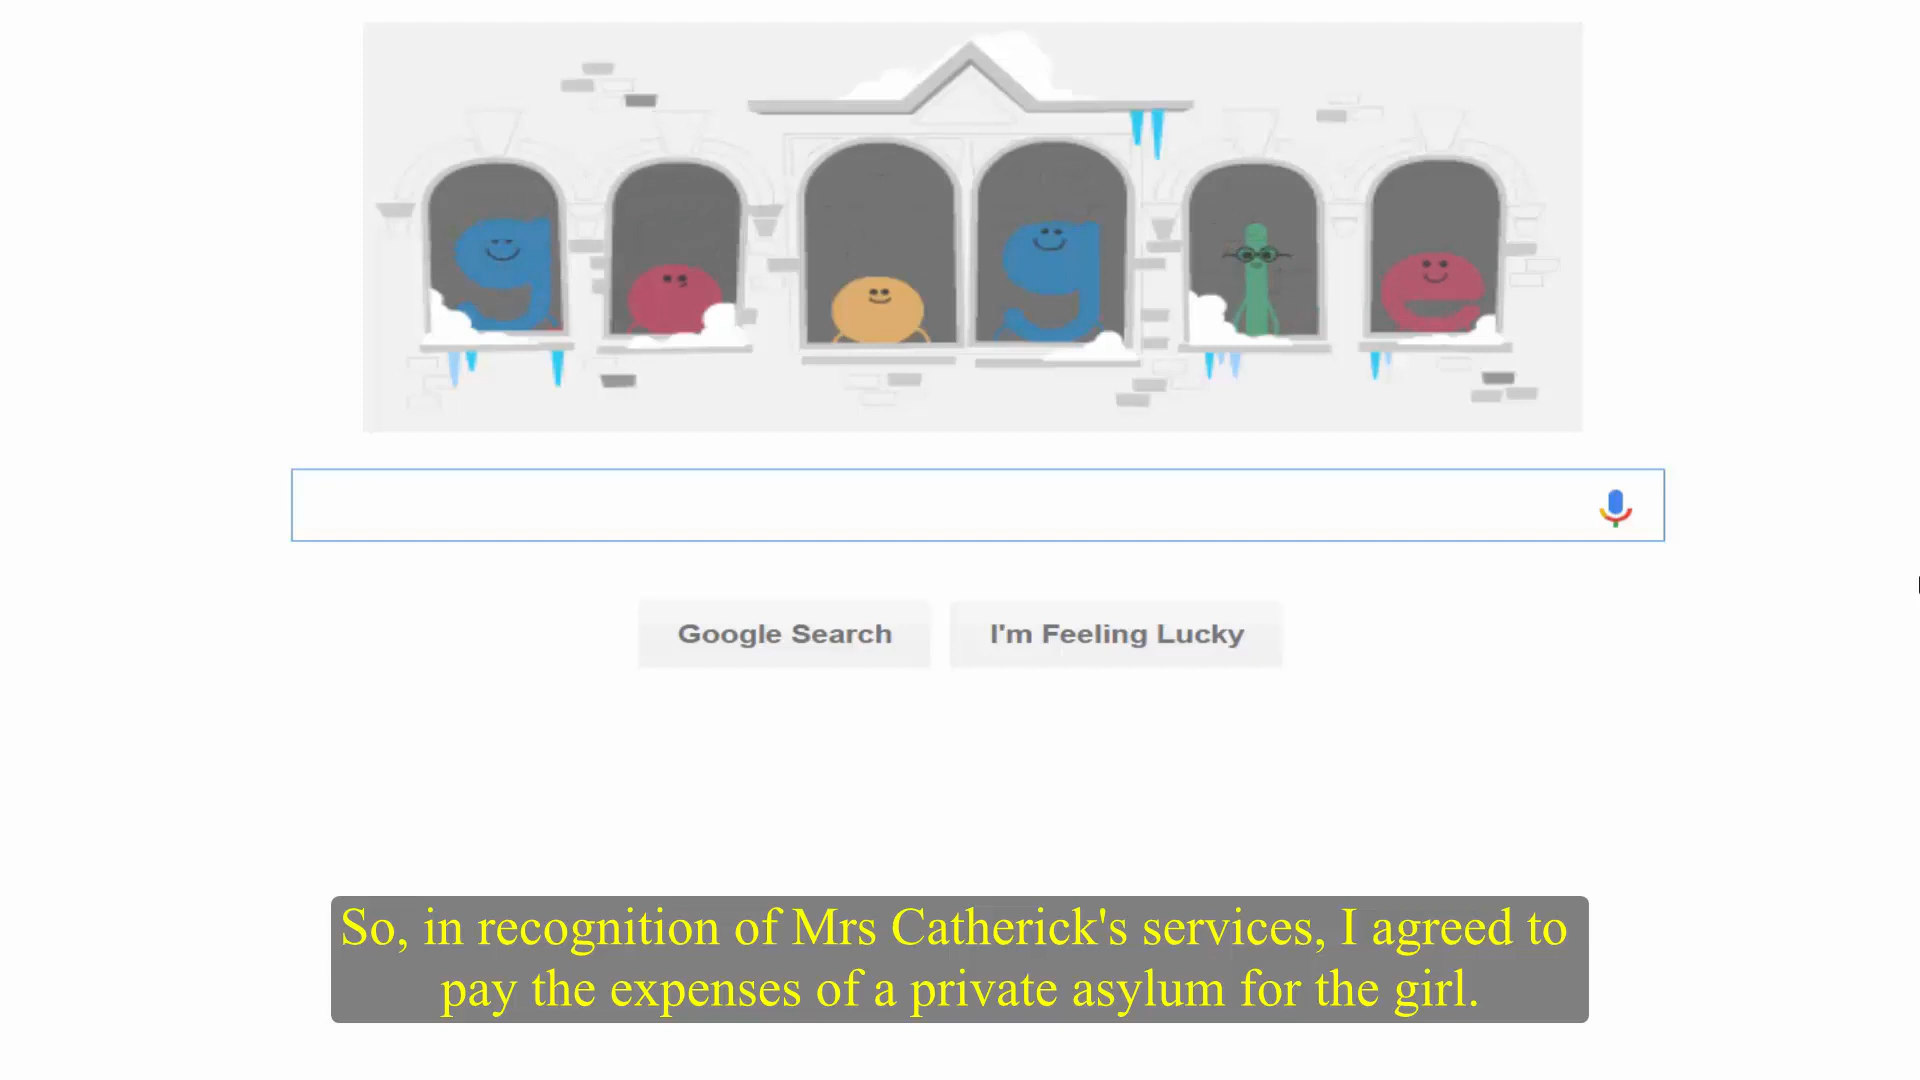 g o o g l e
Google Search
I'm Feeling Lucky
So, in recognition of Mrs Catherick's services, I agreed to
pay the expenses of a private asylum for the girl.